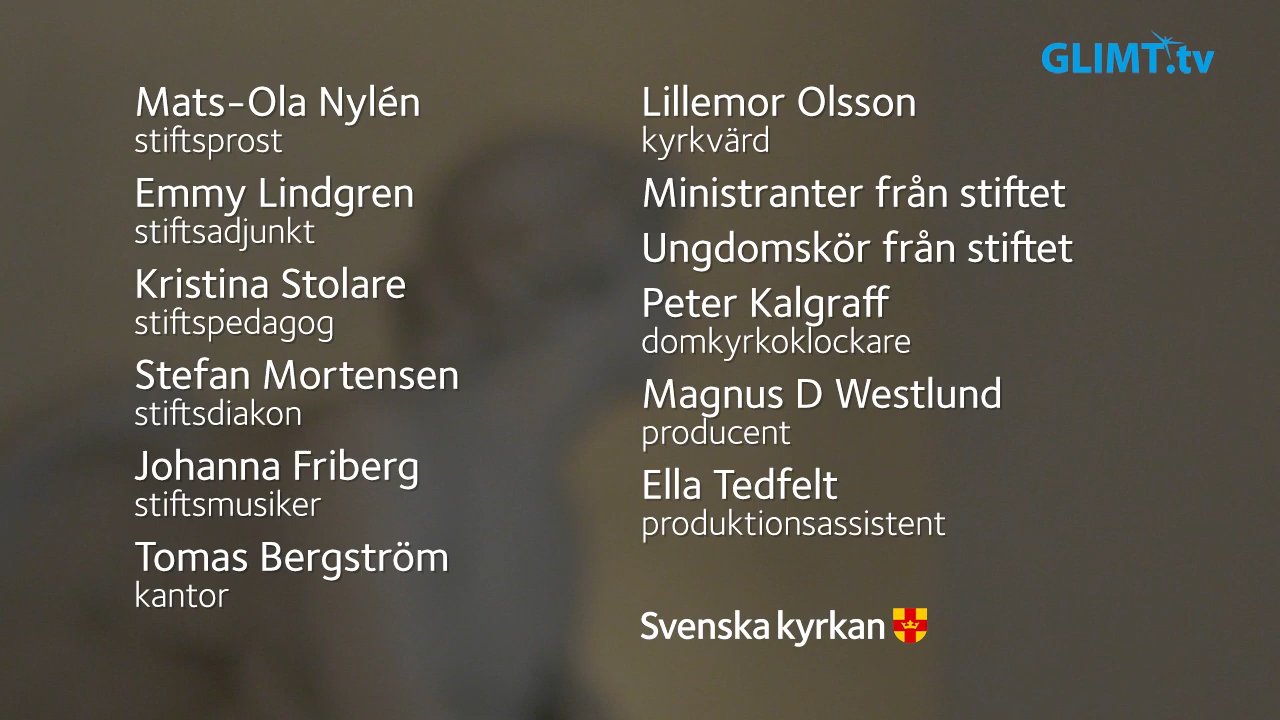 GLIMT.tv
Mats-Ola Nylén
stiftsprost
Emmy Lindgren
stiftsadjunkt
Kristina Stolare
stiftspedagog
Stefan Mortensen
stiftsdiakon
Johanna Friberg
stiftsmusiker
Tomas Bergström
kantor
Lillemor Olsson
kyrkvärd
Ministranter från stiftet
Ungdomskör från stiftet
Peter Kalgraff
domkyrkoklockare
Magnus D Westlund
producent
Ella Tedfelt
produktionsassistent
Svenska kyrkan